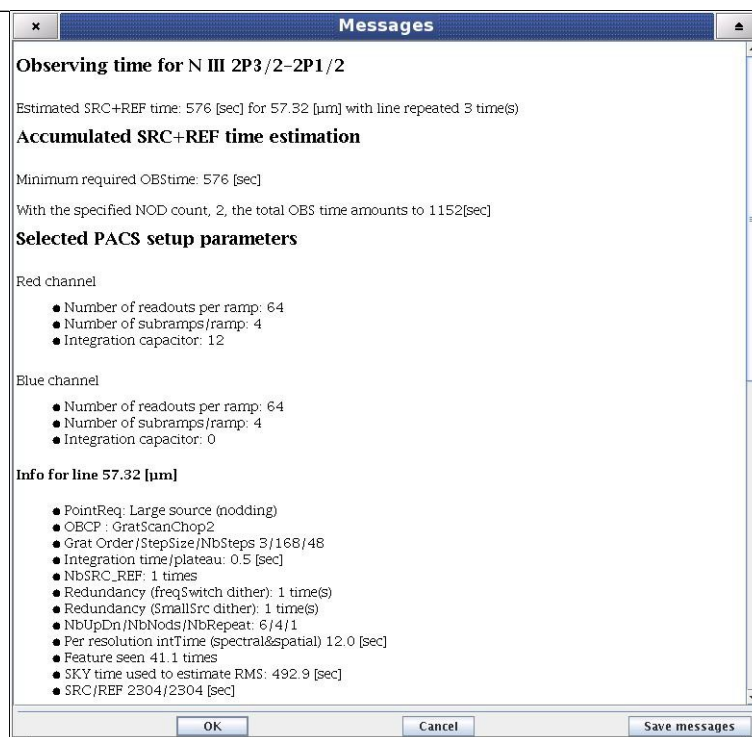 Messages
Observing time for N III 2P3/2-2P1/2
Estimated SRC+REF time: 576 [sec] for 57.32 [µm] with line repeated 3 time(s)
Accumulated SRC+REF time estimation
Minimum required OBStime: 576 [sec]
With the specified NOD count, 2, the total OBS time amounts to 1152[sec]
Selected PACS setup parameters
Red channel
● Number of readouts per ramp: 64
● Number of subramps/ramp: 4
● Integration capacitor: 12
Blue channel
● Number of readouts per ramp: 64
● Number of subramps/ramp: 4
● Integration capacitor: 0
Info for line 57.32 [µm]
● PointReq: Large source (nodding)
● OBCP : GratScanChop2
● Grat Order/StepSize/NbSteps 3/168/48
● Integration time/plateau: 0.5 [sec]
● NbSRC_REF: 1 times
● Redundancy (freqSwitch dither): 1 time(s)
● Redundancy (SmallSrc dither): 1 time(s)
● NbUpDn/NbNods/NbRepeat: 6/4/1
● Per resolution intTime (spectral&spatial) 12.0 [sec]
● Feature seen 41.1 times
● SKY time used to estimate RMS: 492.9 [sec]
● SRC/REF 2304/2304 [sec]
OK Cancel Save messages